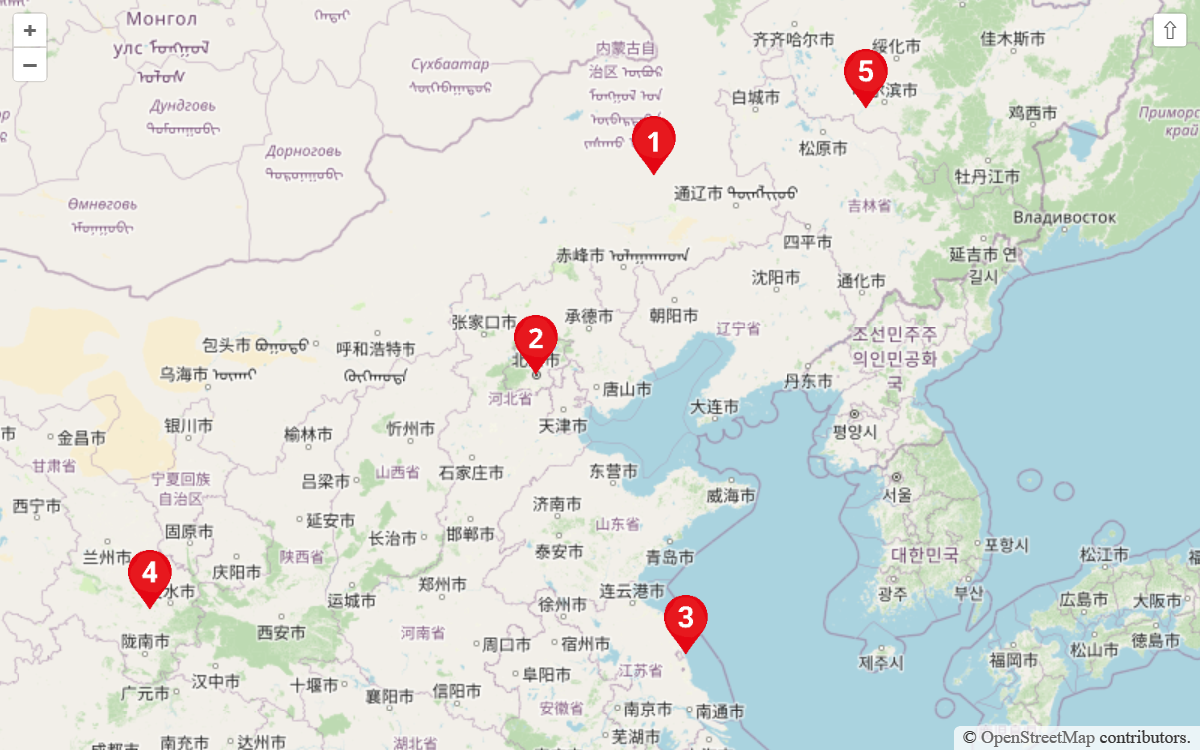 Монгол
улс
Сүхбаатар
Дундговь
Дорноговь
Өмнөговь
内蒙古自
治区
齐齐哈尔市
绥化市
佳木斯市
白城市
鸡西市
Приморс
край
松原市
牡丹江市
通辽市
吉林省
Владивосток
四平市
延吉市 연
길시
赤峰市
沈阳市
通化市
张家口市
承德市
朝阳市
辽宁省
조선민주주
의인민공화
국
包头市
呼和浩特市
乌海市
河北省
唐山市
丹东市
大连市
银川市
榆林市
忻州市
天津市
평양시
金昌市
甘肃省
宁夏回族
自治区
吕梁市
山西省
石家庄市
东营市
威海市
서울
西宁市
延安市
济南市
山东省
固原市
长治市
邯郸市
兰州市
庆阳市
陕西省
泰安市
青岛市
대한민국
포항시
松江市
郑州市
连云港市
광주
부산
広島市
大阪市
运城市
徐州市
陇南市
西安市
河南省
周口市
宿州市
江苏省
제주시
福岡市
松山市
徳島市
广元市
汉中市
十堰市
襄阳市
信阳市
阜阳市
安徽省
南京市
南通市
成都市
南充市
达州市
湖北省
芜湖市
1
2
3
4
5
+
−
⇧
© OpenStreetMap contributors.